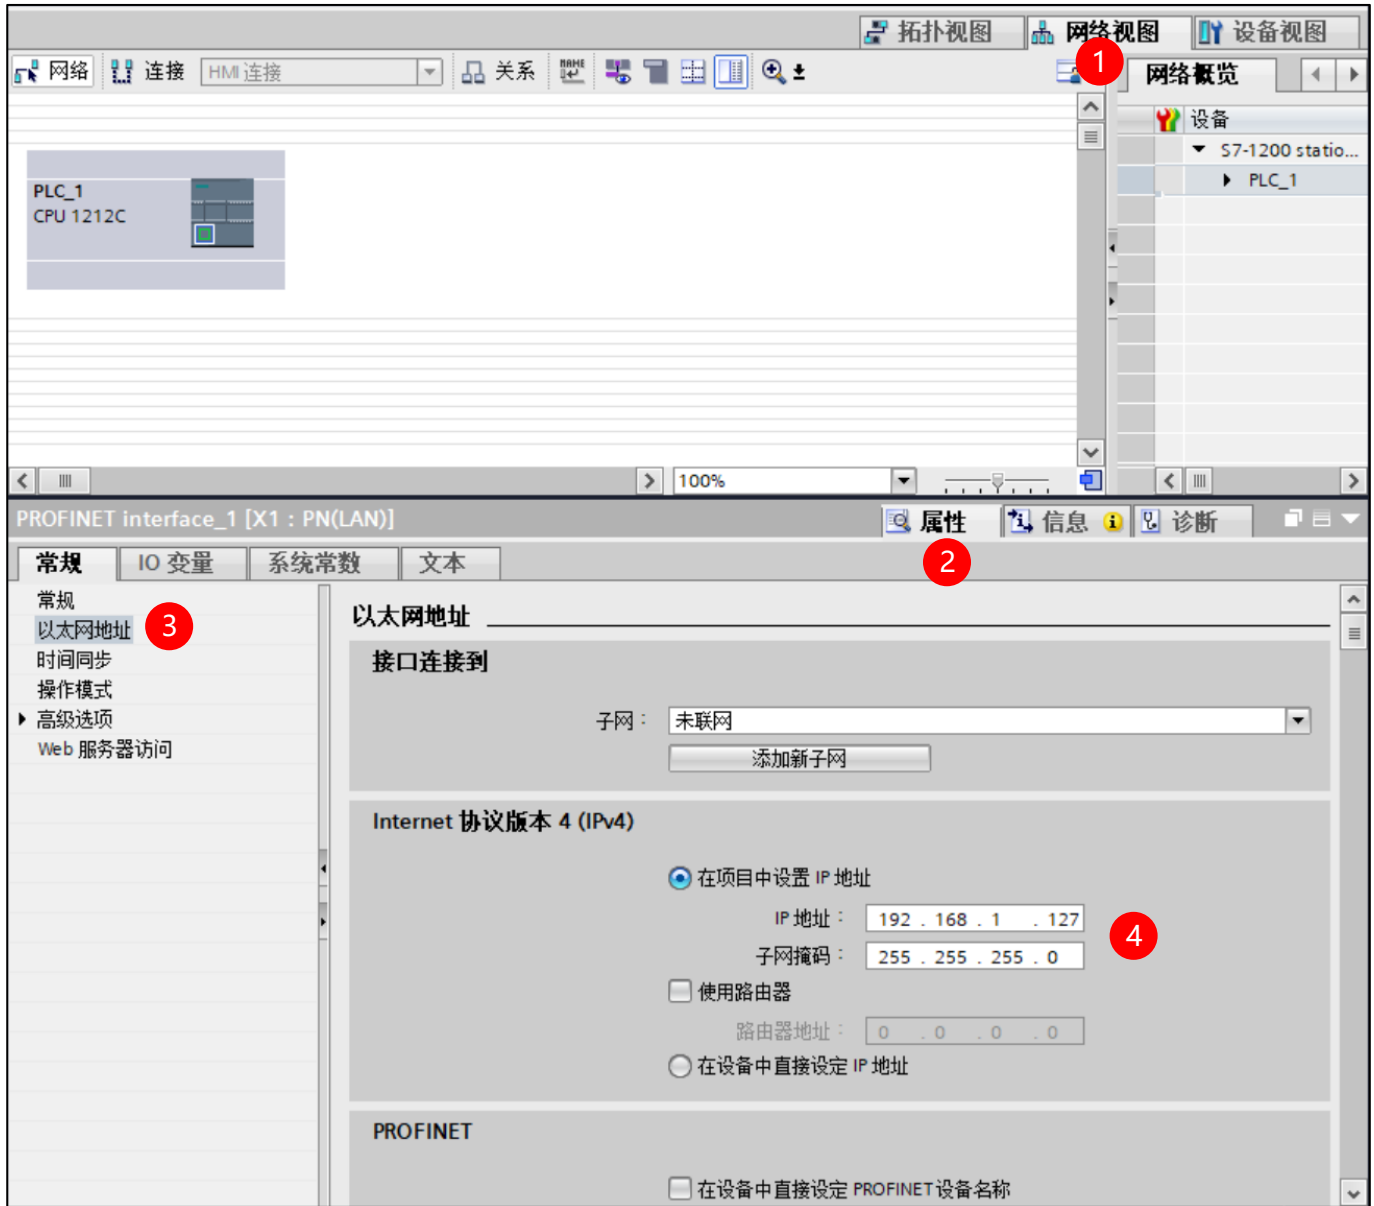 拓扑视图 网络视图 设备视图
网络 连接 HMI 连接 关系 100%
1
网络概览
设备
S7-1200 statio...
PLC_1
PLC_1
CPU 1212C
100%
PROFINET interface_1 [X1 : PN(LAN)] 属性 信息 诊断
2
常规 IO 变量 系统常数 文本
常规
以太网地址 3
时间同步
操作模式
高级选项
Web 服务器访问
以太网地址
接口连接到
子网： 未联网
添加新子网
Internet 协议版本 4 (IPv4)
在项目中设置 IP 地址
IP 地址： 192 . 168 . 1 . 127
4
子网掩码： 255 . 255 . 255 . 0
使用路由器
路由器地址： 0 . 0 . 0 . 0
在设备中直接设定 IP 地址
PROFINET
在设备中直接设定 PROFINET 设备名称